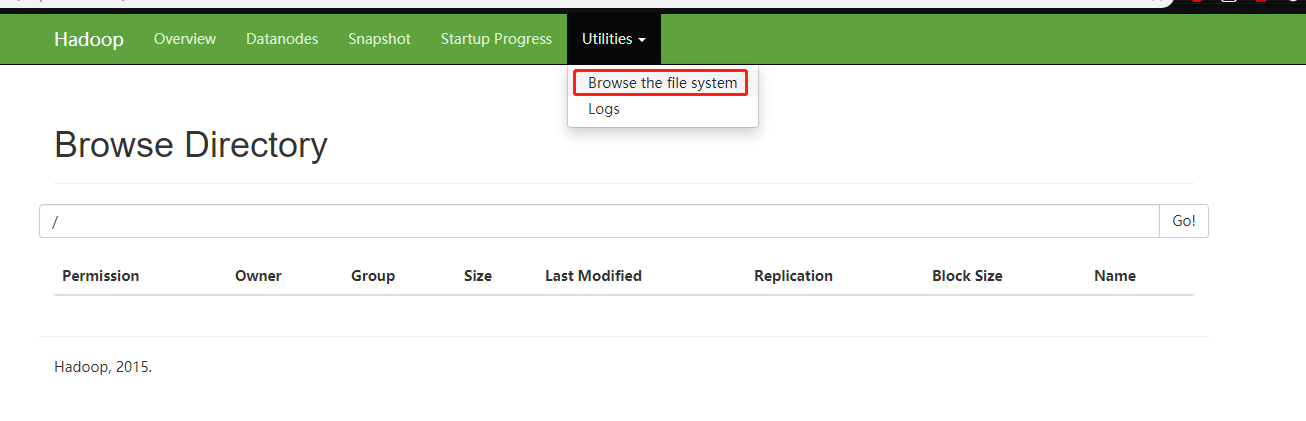 Hadoop Overview Datanodes Snapshot Startup Progress Utilities
Browse the file system
Logs
Browse Directory
/ Go!
Permission Owner Group Size Last Modified Replication Block Size Name
Hadoop, 2015.